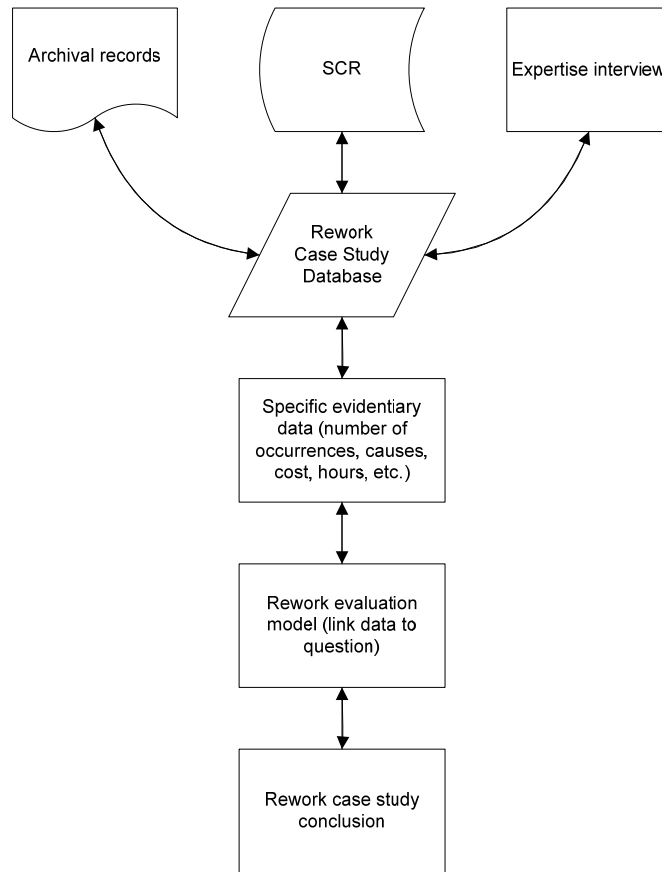 Archival records
SCR
Expertise interview
Rework
Case Study
Database
Specific evidentiary
data (number of
occurrences, causes,
cost, hours, etc.)
Rework evaluation
model (link data to
question)
Rework case study
conclusion